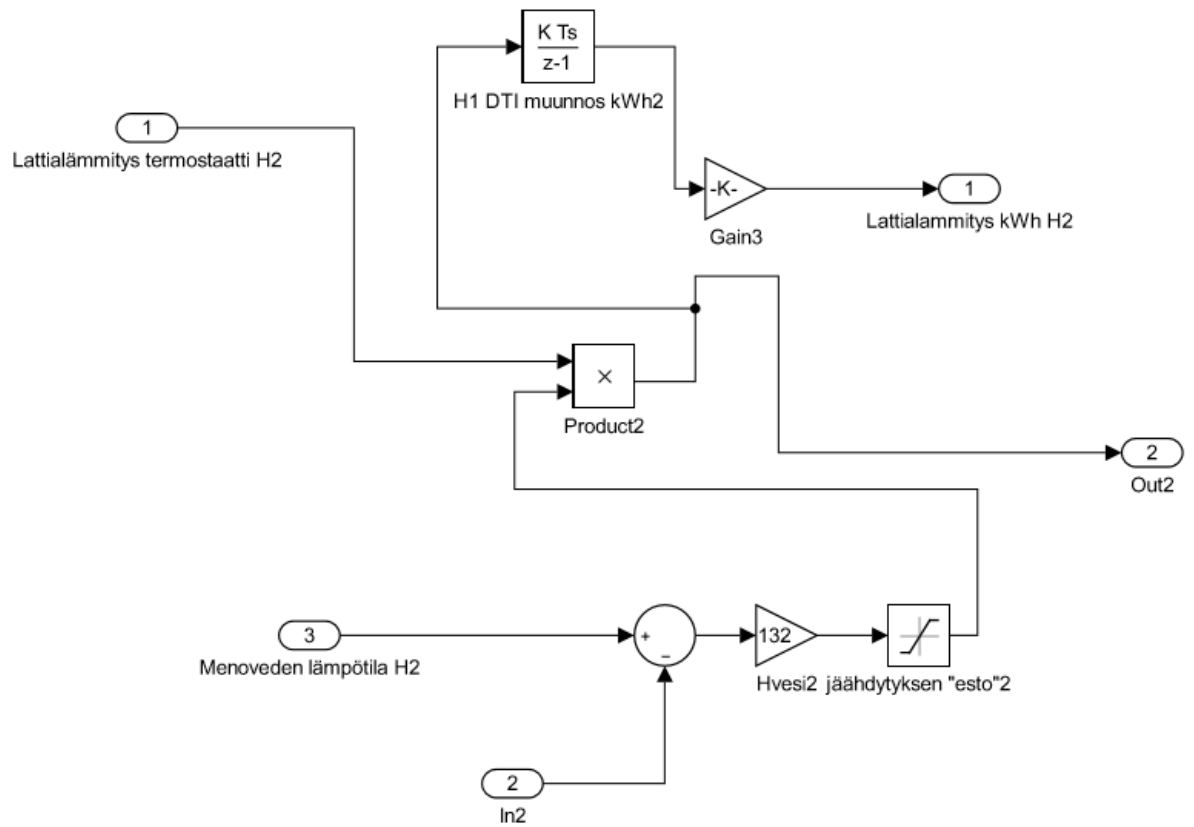 K Ts
z-1
H1 DTI muunnos kWh2
1
Lattialämmitys termostaatti H2
-K-
Gain3
1
Lattialammitys kWh H2
×
Product2
2
Out2
3
Menoveden lämpötila H2
+
−
132
Hvesi2
jäähdytyksen "esto"2
2
In2